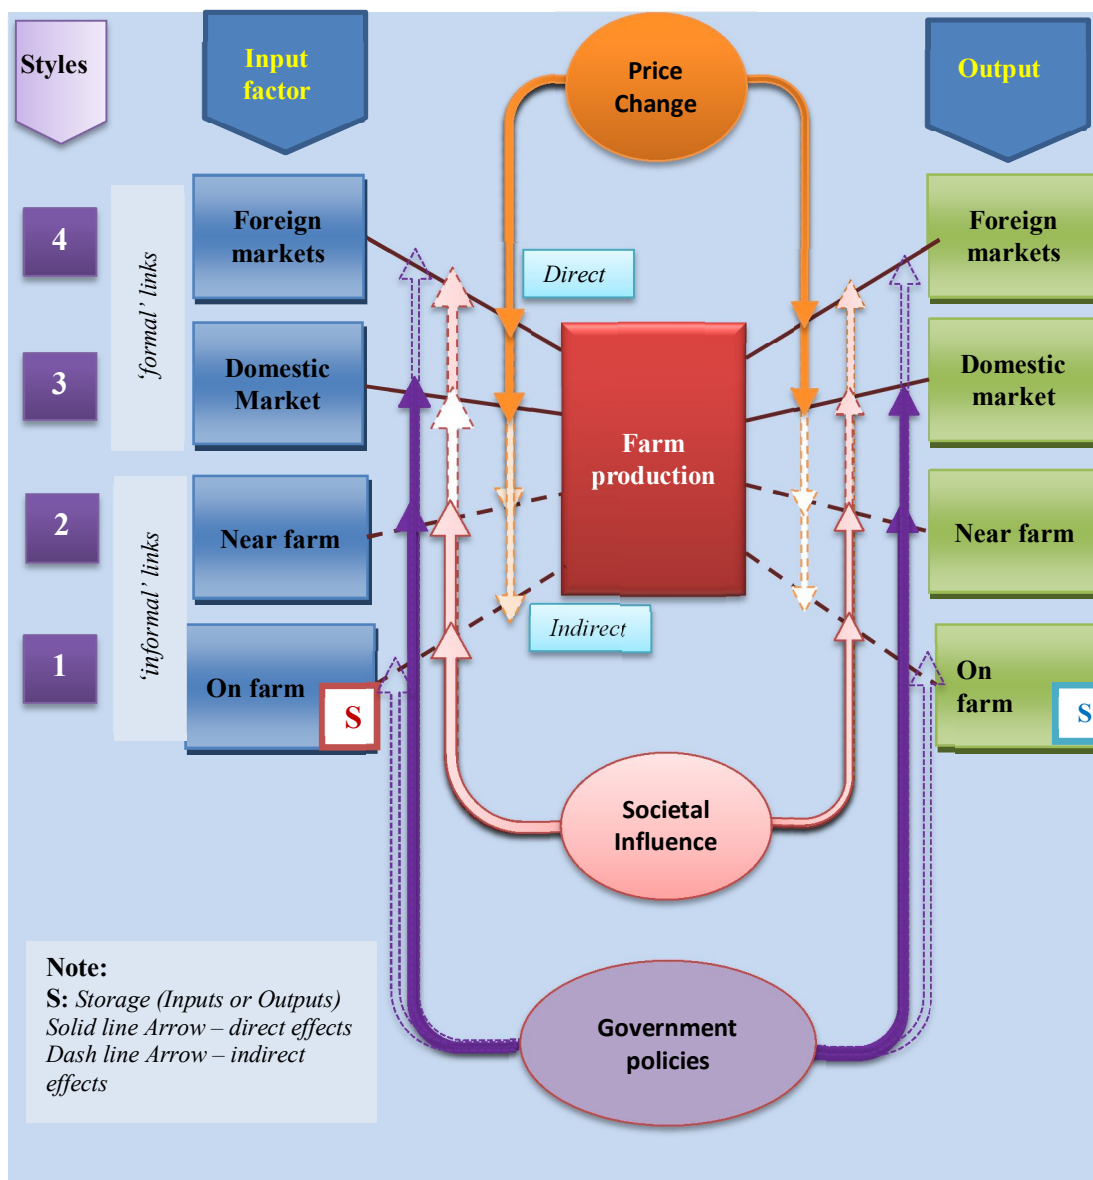 Styles
Input
factor
Price
Change
Output
4
'formal' links
Foreign
markets
Direct
Foreign
markets
3
Domestic
Market
Domestic
market
Farm
production
2
'informal' links
Near farm
Near farm
1
On farm
S
Indirect
On
farm
S
Societal
Influence
Note:
S: Storage (Inputs or Outputs)
Solid line Arrow – direct effects
Dash line Arrow – indirect
effects
Government
policies